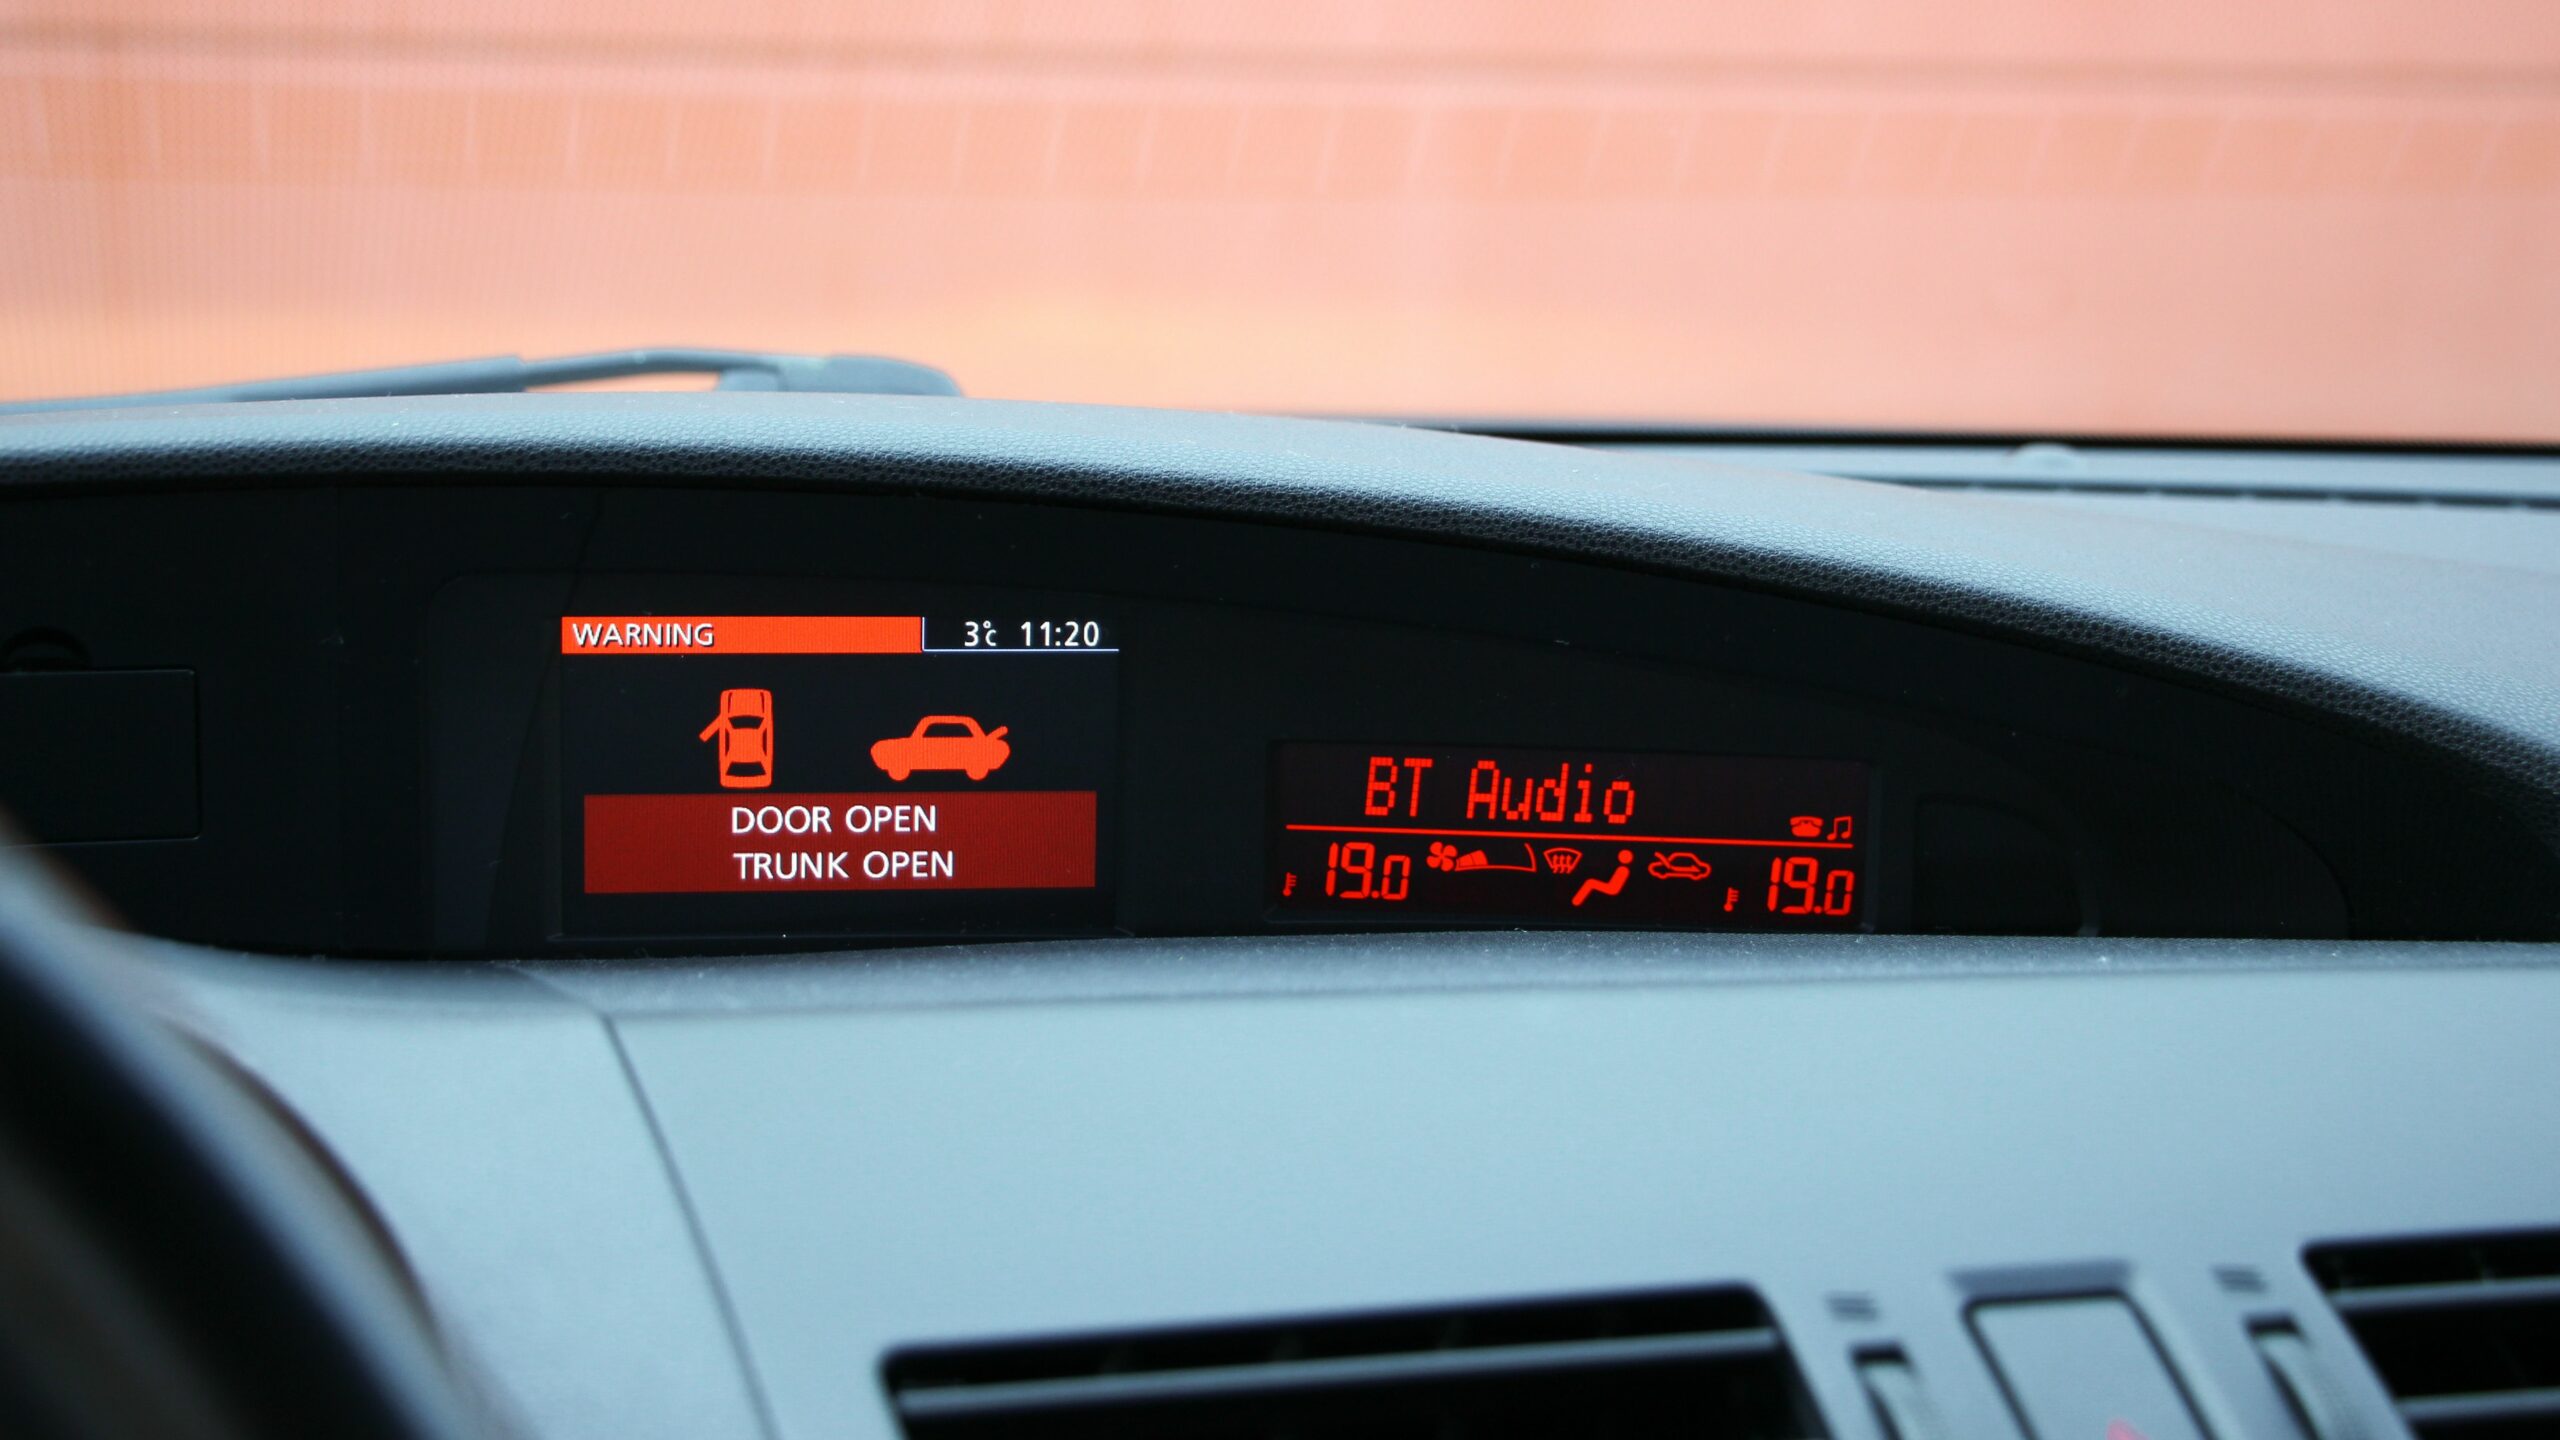 WARNING 3°C 11:20
DOOR OPEN
TRUNK OPEN
BT Audio
19.0 19.0